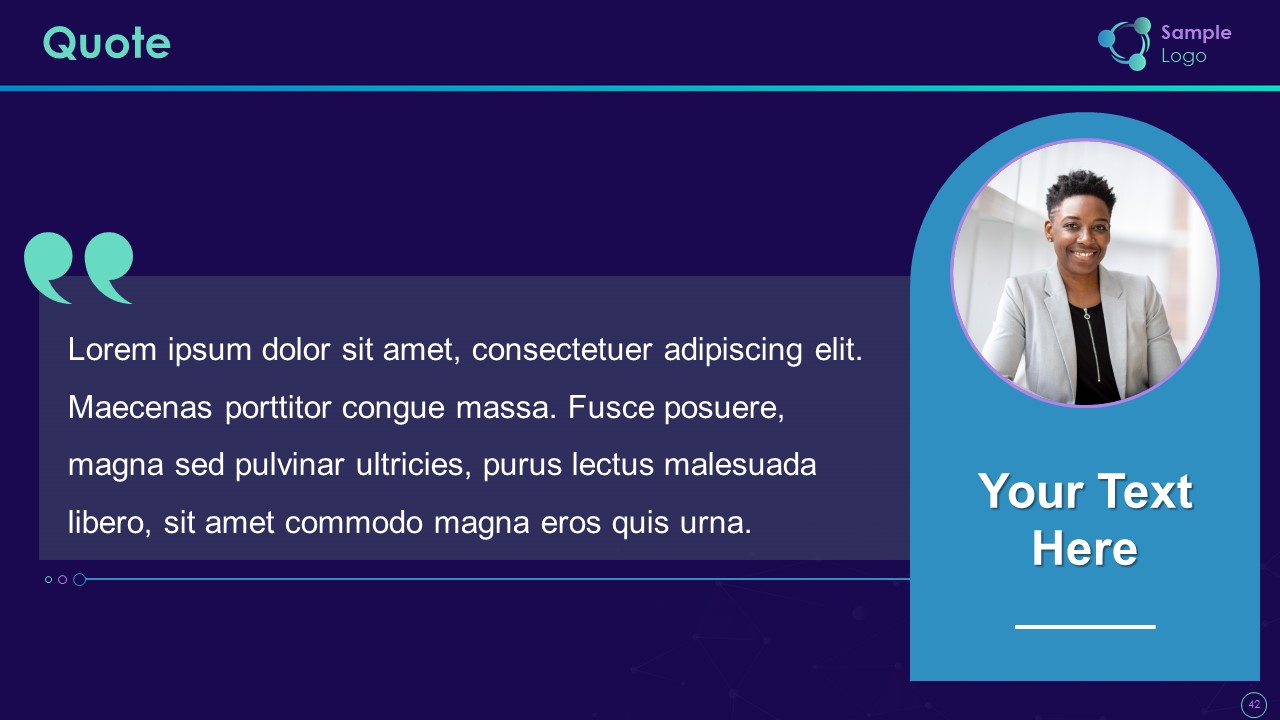 Quote
Sample
Logo
Lorem ipsum dolor sit amet, consectetuer adipiscing elit.
Maecenas porttitor congue massa. Fusce posuere,
magna sed pulvinar ultricies, purus lectus malesuada
libero, sit amet commodo magna eros quis urna.
Your Text
Here
42